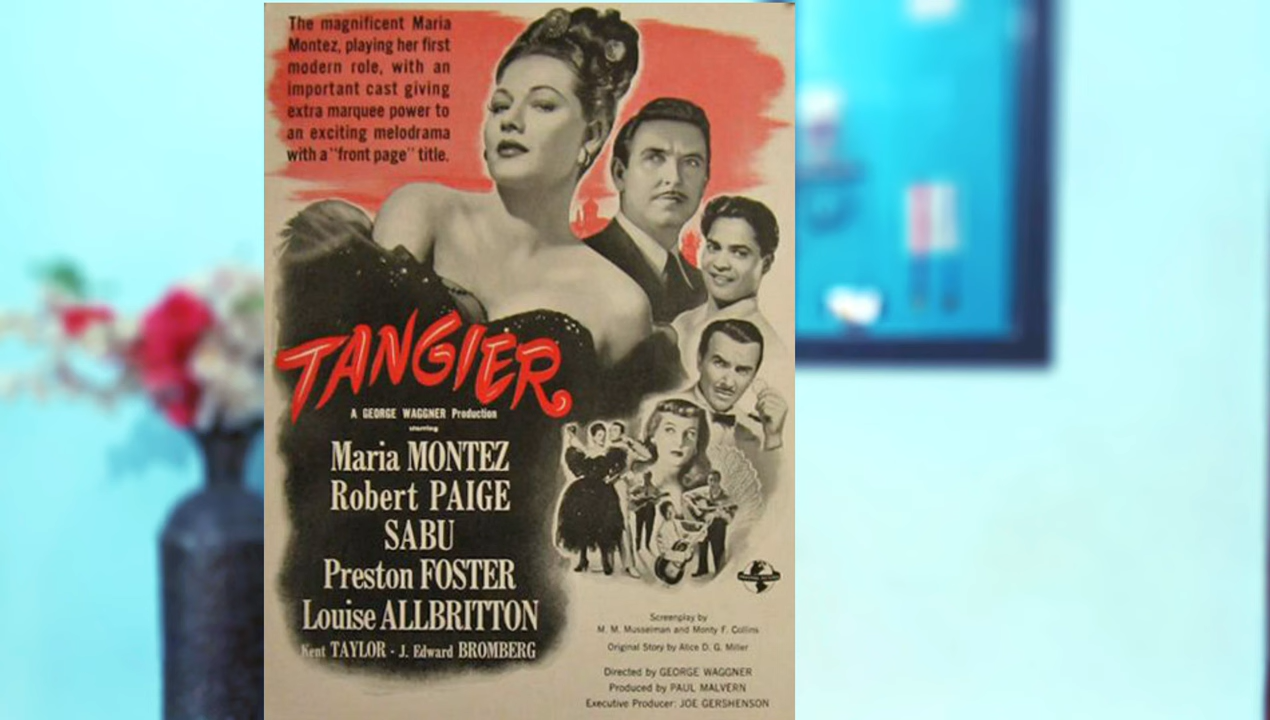 The magnificent Maria
Montez, playing her first
modern role, with an
important cast giving
extra marquee power to
an exciting melodrama
with a "front page" title.
TANGIER
A GEORGE WAGGNER Production
starring
Maria MONTEZ
Robert PAIGE
SABU
Preston FOSTER
Louise ALLBRITTON
Kent TAYLOR - J. Edward BROMBERG
Screenplay by
M. M. Musselman and Monty F. Collins
Original Story by Alice D. G. Miller
Directed by GEORGE WAGGNER
Produced by PAUL MALVERN
Executive Producer: JOE GERSHENSON